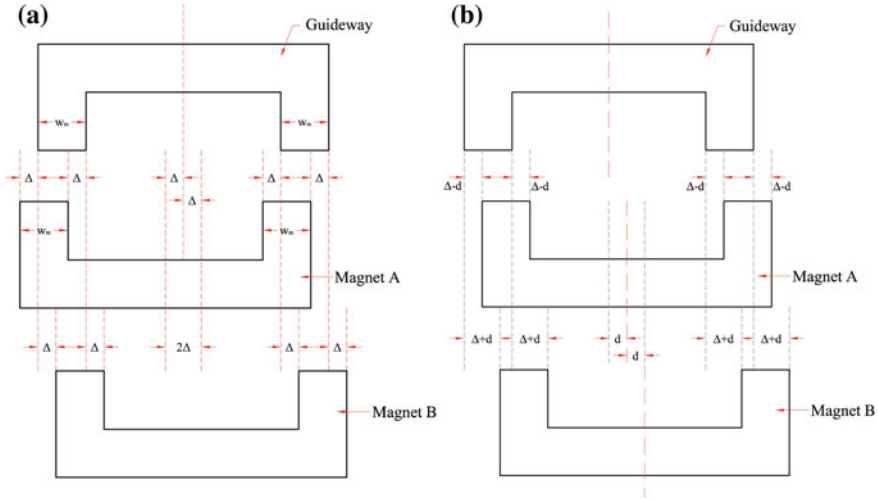 (a)
Guideway
wₘ wₘ
Δ Δ Δ Δ Δ
Δ
wₘ wₘ
Magnet A
Δ Δ 2Δ Δ Δ
Magnet B
(b)
Guideway
Δ-d Δ-d Δ-d Δ-d
Magnet A
Δ+d Δ+d d Δ+d Δ+d
d
Magnet B